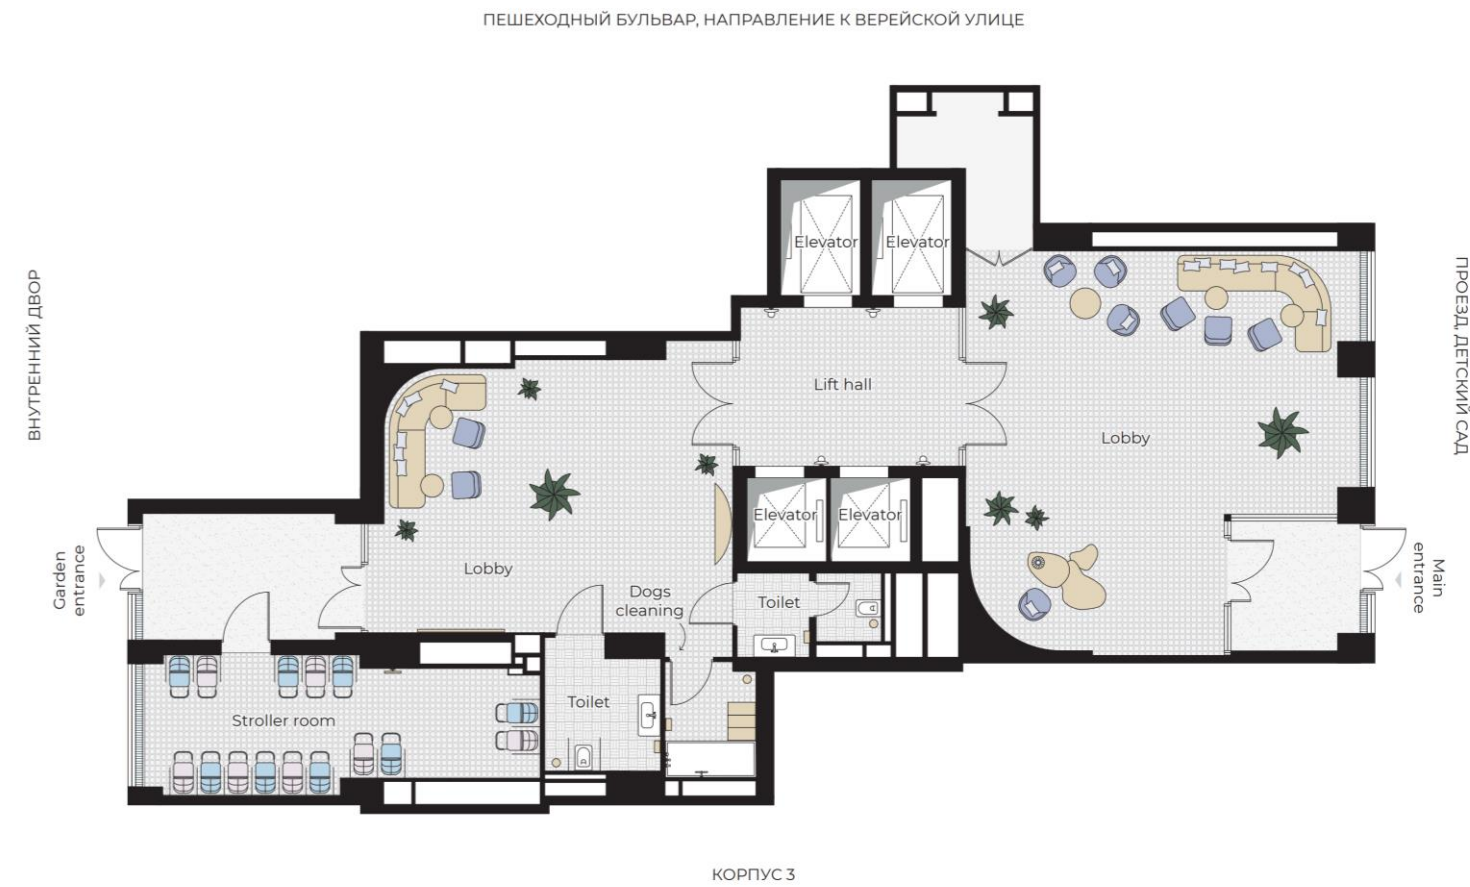 ПЕШЕХОДНЫЙ БУЛЬВАР, НАПРАВЛЕНИЕ К ВЕРЕЙСКОЙ УЛИЦЕ
ВНУТРЕННИЙ ДВОР
ПРОЕЗД, ДЕТСКИЙ САД
Elevator
Elevator
Lift hall
Lobby
Elevator
Elevator
Lobby
Garden
entrance
Main
entrance
Dogs
cleaning
Toilet
Toilet
Stroller room
КОРПУС 3